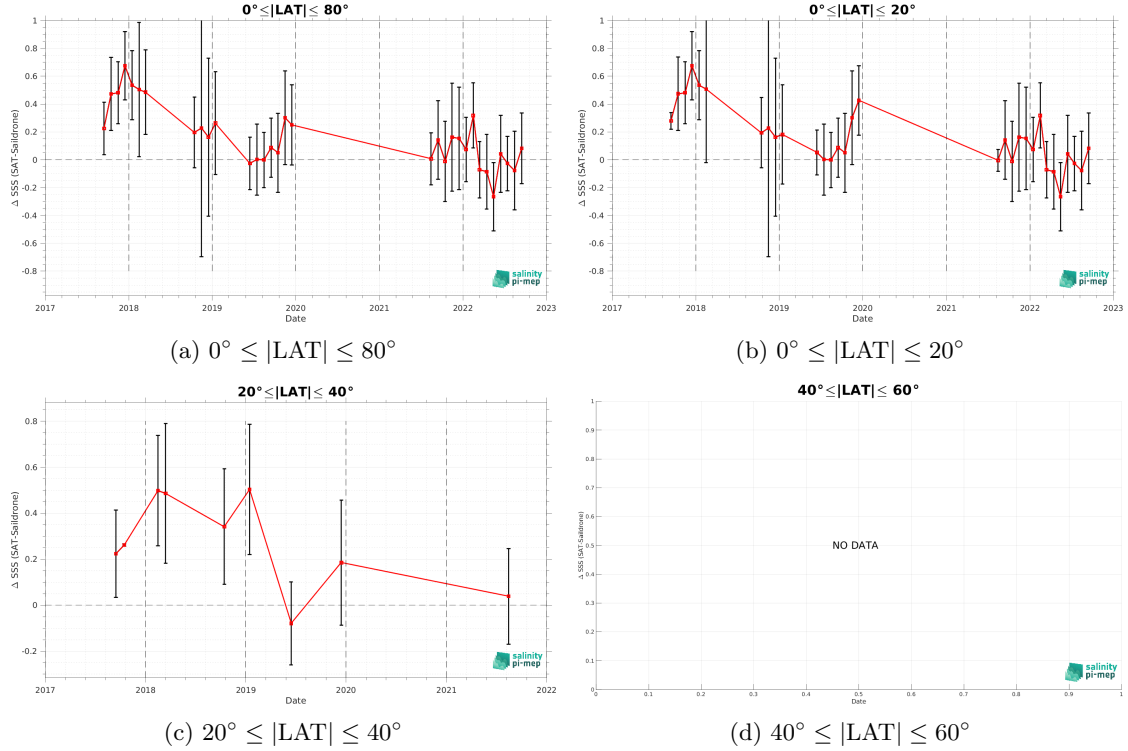 0°≤|LAT|≤ 80°
Δ SSS (SAT-Saildrone)
1
0.8
0.6
0.4
0.2
0
-0.2
-0.4
-0.6
-0.8
2017 2018 2019 2020 2021 2022 2023
Date
salinity
pi-mep
(a) 0° ≤ |LAT| ≤ 80°
0°≤|LAT|≤ 20°
Δ SSS (SAT-Saildrone)
1
0.8
0.6
0.4
0.2
0
-0.2
-0.4
-0.6
-0.8
2017 2018 2019 2020 2021 2022 2023
Date
salinity
pi-mep
(b) 0° ≤ |LAT| ≤ 20°
20°≤|LAT|≤ 40°
Δ SSS (SAT-Saildrone)
0.8
0.6
0.4
0.2
0
-0.2
2017 2018 2019 2020 2021 2022
Date
salinity
pi-mep
(c) 20° ≤ |LAT| ≤ 40°
40°≤|LAT|≤ 60°
Δ SSS (SAT-Saildrone)
1
0.9
0.8
0.7
0.6
0.5
0.4
0.3
0.2
0.1
0
NO DATA
0 0.1 0.2 0.3 0.4 0.5 0.6 0.7 0.8 0.9 1
Date
salinity
pi-mep
(d) 40° ≤ |LAT| ≤ 60°